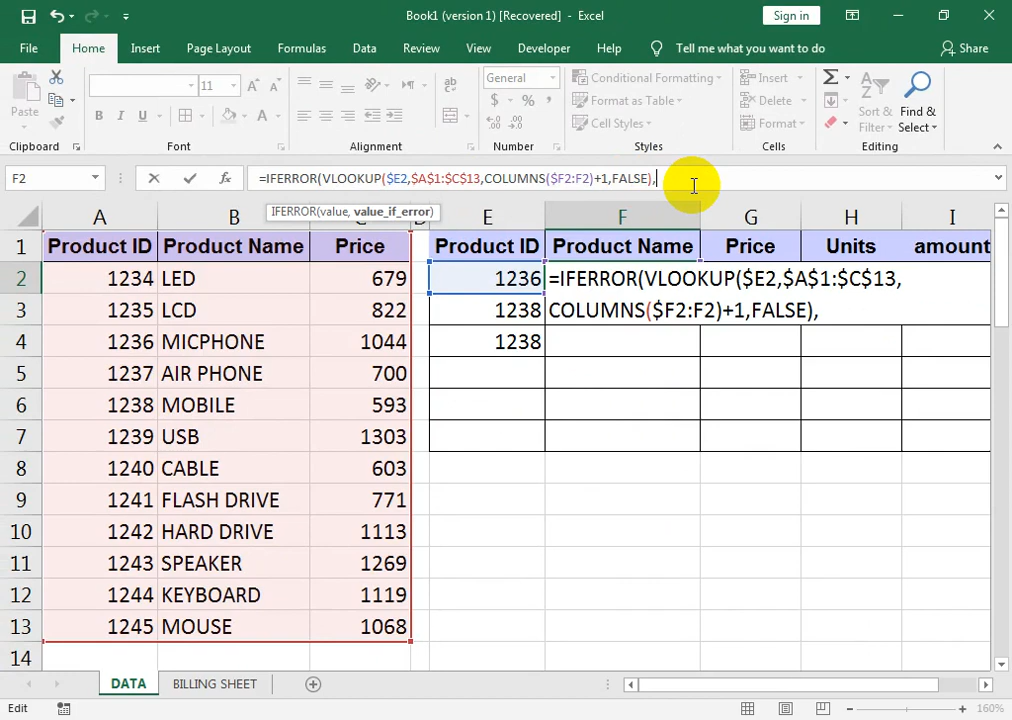 Book1 (version 1) [Recovered] - Excel
Sign in
File Home Insert Page Layout Formulas Data Review View Developer Help Tell me what you want to do Share
Paste
Clipboard
11 A A
B I U A
Font
ab
Alignment
General
$ % ,
Number
Conditional Formatting
Format as Table
Cell Styles
Styles
Insert
Delete
Format
Cells
Σ
Sort & Filter
Find & Select
Editing
F2 fx =IFERROR(VLOOKUP($E2,$A$1:$C$13,COLUMNS($F2:F2)+1,FALSE),
IFERROR(value, value_if_error)
A B C D E F G H I
1 Product ID Product Name Price Product ID Product Name Price Units amount
2 1234 LED 679 1236 =IFERROR(VLOOKUP($E2,$A$1:$C$13,
3 1235 LCD 822 1238 COLUMNS($F2:F2)+1,FALSE),
4 1236 MICPHONE 1044 1238
5 1237 AIR PHONE 700
6 1238 MOBILE 593
7 1239 USB 1303
8 1240 CABLE 603
9 1241 FLASH DRIVE 771
10 1242 HARD DRIVE 1113
11 1243 SPEAKER 1269
12 1244 KEYBOARD 1119
13 1245 MOUSE 1068
14
DATA BILLING SHEET
Edit 160%